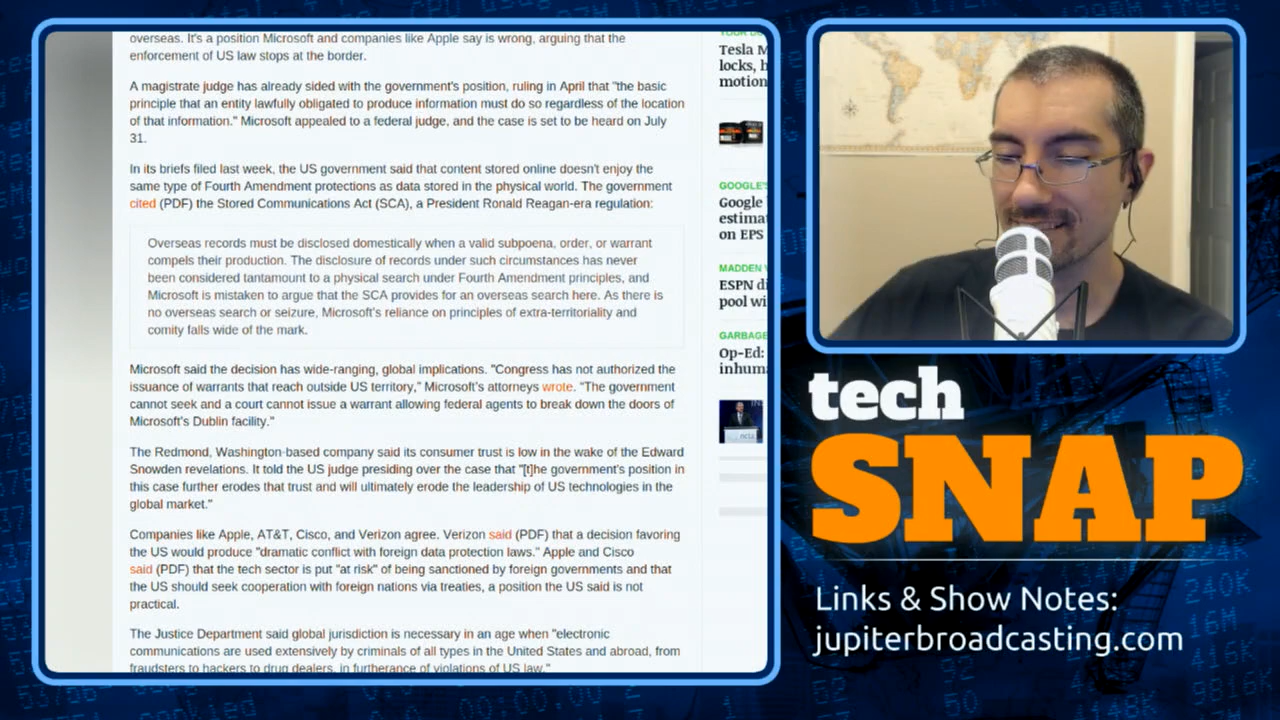 overseas. It's a position Microsoft and companies like Apple say is wrong, arguing that the
enforcement of US law stops at the border.
A magistrate judge has already sided with the government's position, ruling in April that "the basic
principle that an entity lawfully obligated to produce information must do so regardless of the location
of that information." Microsoft appealed to a federal judge, and the case is set to be heard on July
31.
In its briefs filed last week, the US government said that content stored online doesn't enjoy the
same type of Fourth Amendment protections as data stored in the physical world. The government
cited (PDF) the Stored Communications Act (SCA), a President Ronald Reagan-era regulation:
Overseas records must be disclosed domestically when a valid subpoena, order, or warrant
compels their production. The disclosure of records under such circumstances has never
been considered tantamount to a physical search under Fourth Amendment principles, and
Microsoft is mistaken to argue that the SCA provides for an overseas search here. As there is
no overseas search or seizure, Microsoft's reliance on principles of extra-territoriality and
comity falls wide of the mark.
Microsoft said the decision has wide-ranging, global implications. "Congress has not authorized the
issuance of warrants that reach outside US territory," Microsoft's attorneys wrote. "The government
cannot seek and a court cannot issue a warrant allowing federal agents to break down the doors of
Microsoft's Dublin facility."
The Redmond, Washington-based company said its consumer trust is low in the wake of the Edward
Snowden revelations. It told the US judge presiding over the case that "[t]he government's position in
this case further erodes that trust and will ultimately erode the leadership of US technologies in the
global market."
Companies like Apple, AT&T, Cisco, and Verizon agree. Verizon said (PDF) that a decision favoring
the US would produce "dramatic conflict with foreign data protection laws." Apple and Cisco
said (PDF) that the tech sector is put "at risk" of being sanctioned by foreign governments and that
the US should seek cooperation with foreign nations via treaties, a position the US said is not
practical.
The Justice Department said global jurisdiction is necessary in an age when "electronic
communications are used extensively by criminals of all types in the United States and abroad, from
fraudsters to hackers to drug dealers, in furtherance of violations of US law."
Tesla M
locks, h
motion
GOOGLE'S
Google
estimat
on EPS
MADDEN
ESPN di
pool wi
GARBAGE
Op-Ed:
inhuma
tech
SNAP
Links & Show Notes:
jupiterbroadcasting.com